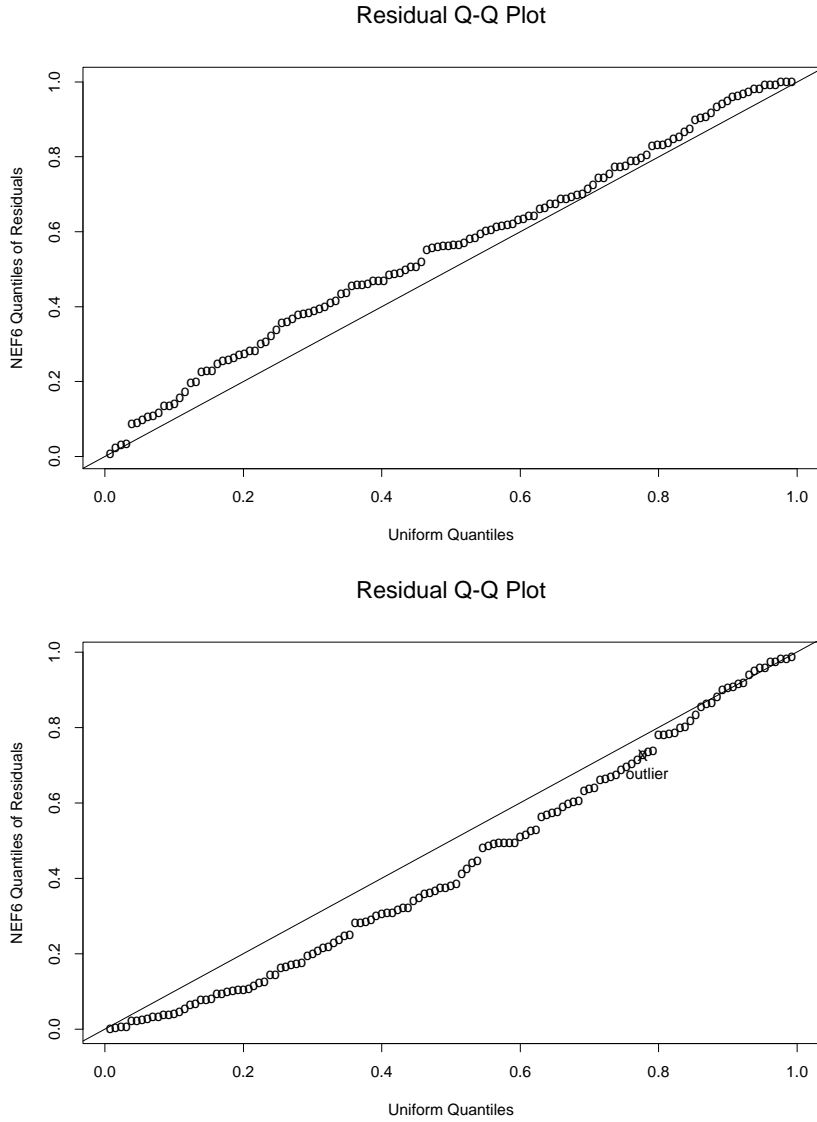 Residual Q-Q Plot
NEF6 Quantiles of Residuals
1.0
0.8
0.6
0.4
0.2
0.0
0.0 0.2 0.4 0.6 0.8 1.0
Uniform Quantiles
Residual Q-Q Plot
NEF6 Quantiles of Residuals
1.0
0.8
0.6
0.4
0.2
0.0
outlier
0.0 0.2 0.4 0.6 0.8 1.0
Uniform Quantiles